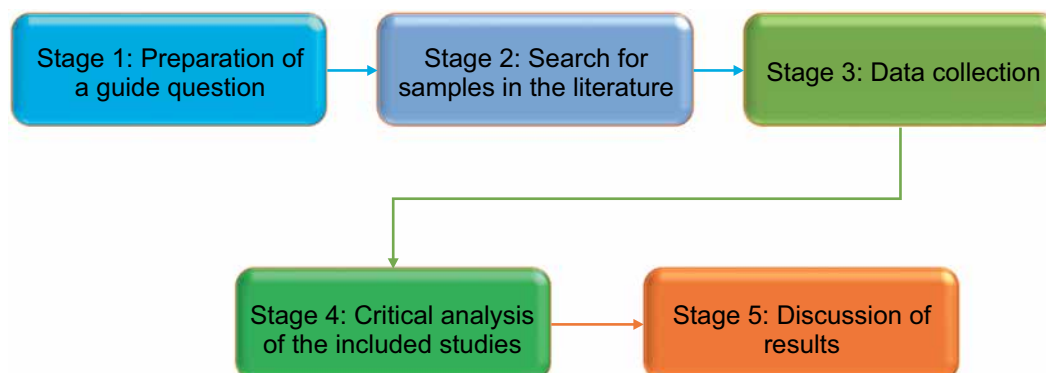 Stage 1: Preparation of
a guide question
Stage 2: Search for
samples in the literature
Stage 3: Data collection
Stage 4: Critical analysis
of the included studies
Stage 5: Discussion of
results